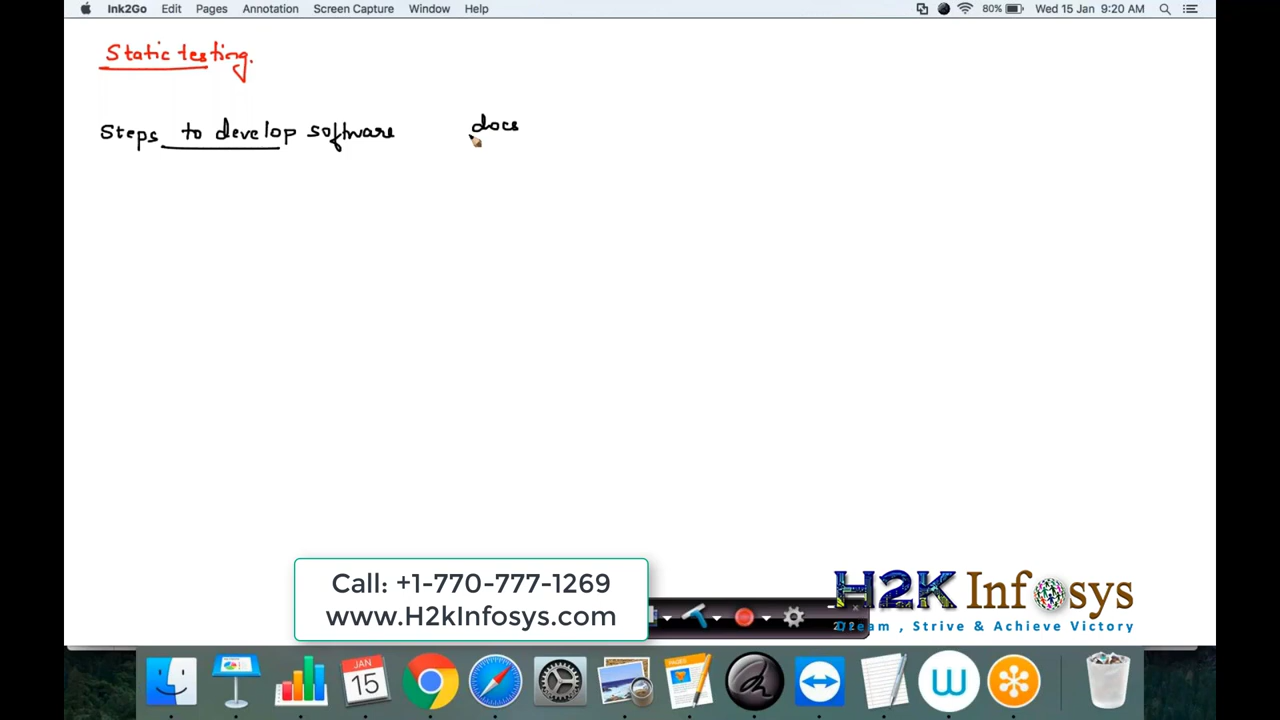 Ink2Go Edit Pages Annotation Screen Capture Window Help 80% Wed 15 Jan 9:20 AM
Static testing.
Steps to develop software docs
Call: +1-770-777-1269
www.H2kInfosys.com
H2K Infosys
Dream , Strive & Achieve Victory
JAN
15
PAGES
W